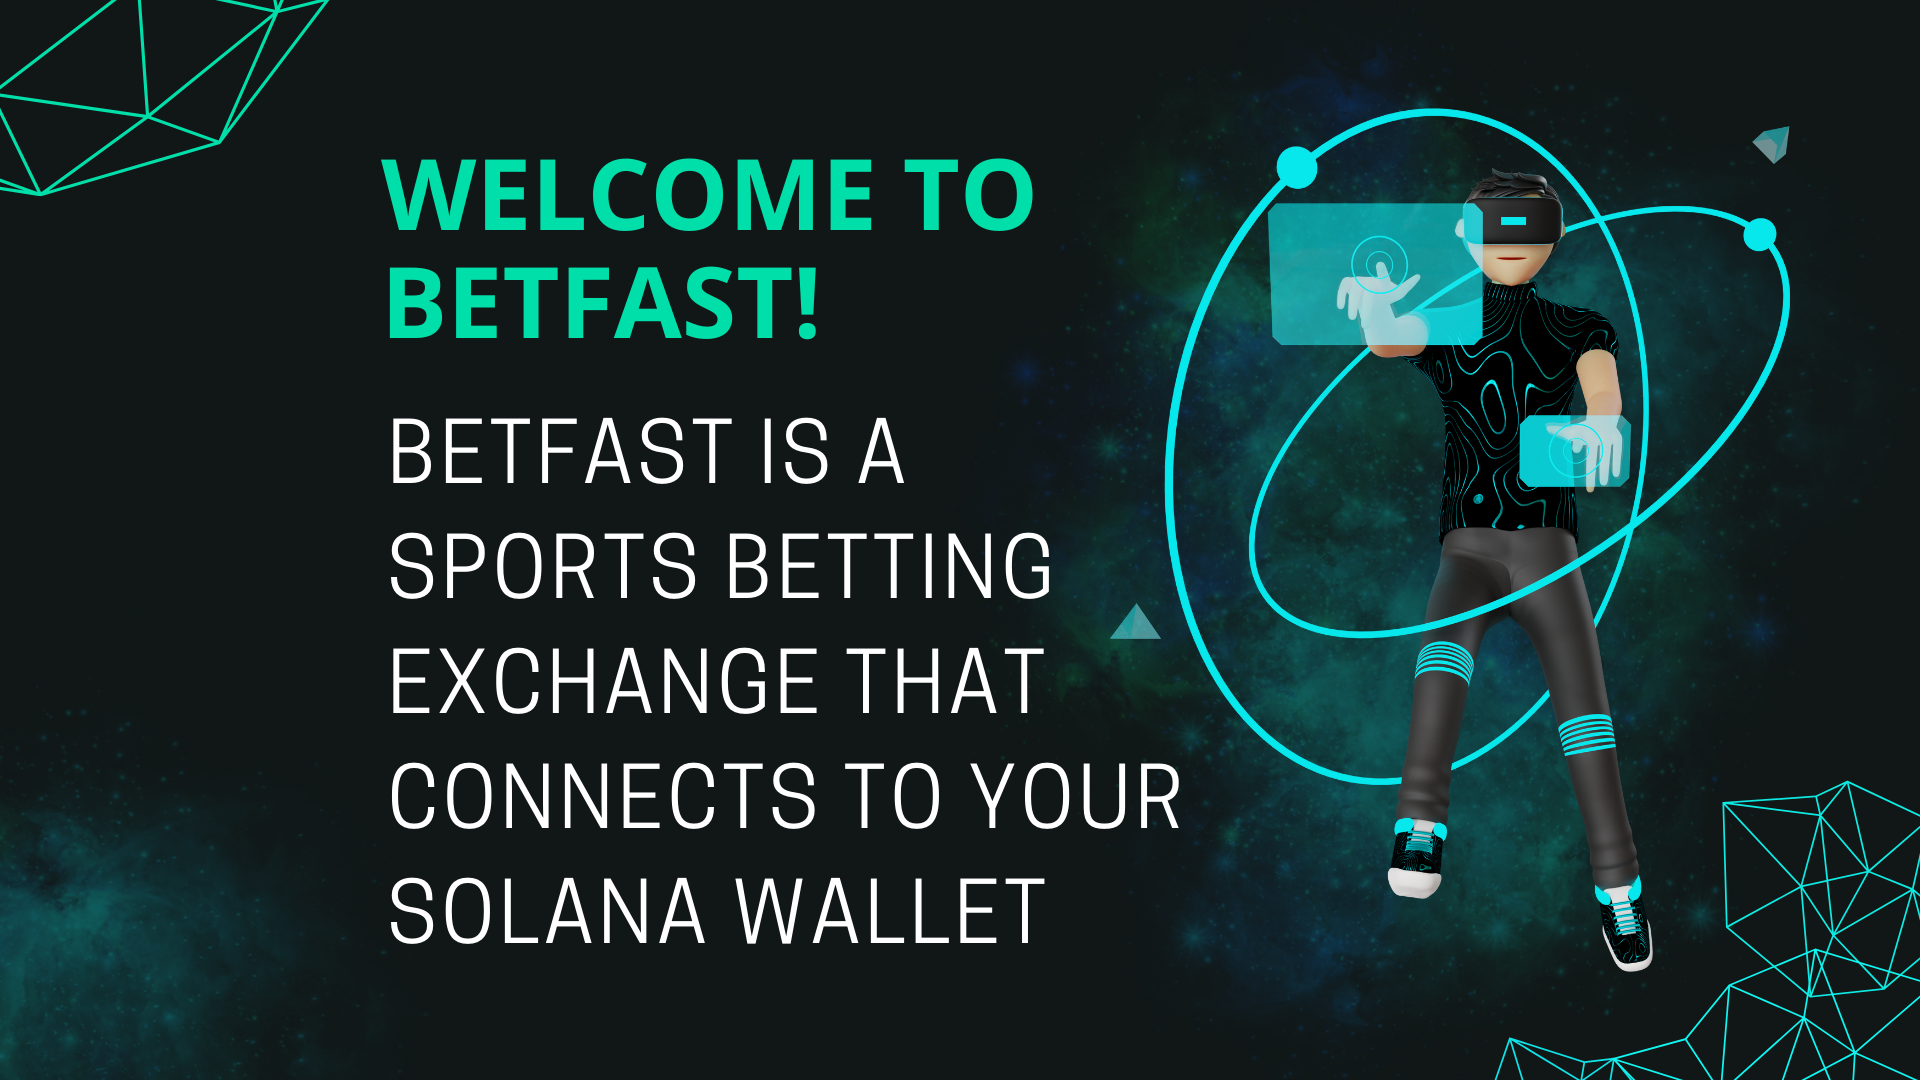 WELCOME TO
BETFAST!
BETFAST IS A
SPORTS BETTING
EXCHANGE THAT
CONNECTS TO YOUR
SOLANA WALLET